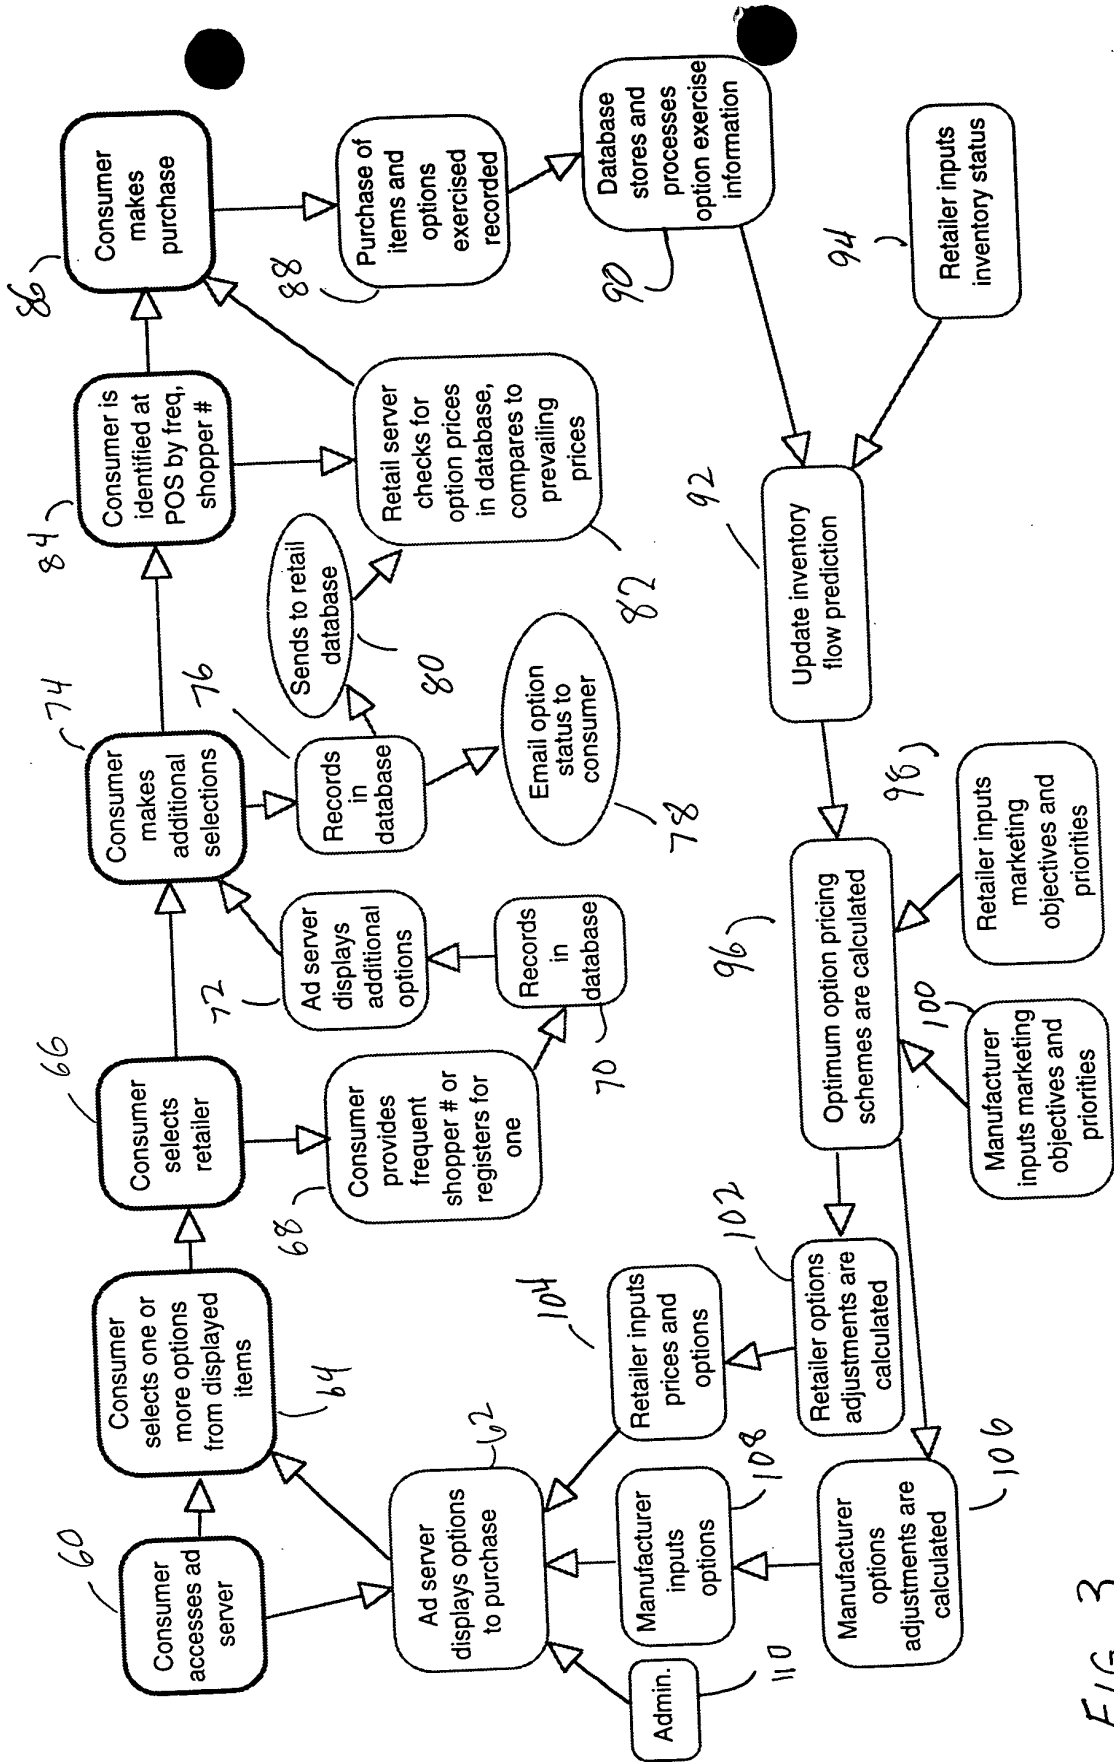 60
Consumer
accesses ad
server
Consumer
selects one or
more options
from displayed
items
64
66
Consumer
selects
retailer
74
Consumer
makes
additional
selections
84
Consumer is
identified at
POS by freq,
shopper #
86
Consumer
makes
purchase
Ad server
displays options
to purchase
62
68
Consumer
provides
frequent
shopper # or
registers for
one
72
Ad server
displays
additional
options
Records
in
database
70
76
Records
in
database
Sends to retail
database
80
Email option
status to
consumer
78
Retail server
checks for
option prices
in database,
compares to
prevailing
prices
82
88
Purchase of
items and
options
exercised
recorded
Database
stores and
processes
option exercise
information
90
94
Retailer inputs
inventory status
92
Update inventory
flow prediction
96
Optimum option pricing
schemes are calculated
98
Retailer inputs
marketing
objectives and
priorities
100
Manufacturer
inputs marketing
objectives and
priorities
102
Retailer options
adjustments are
calculated
104
Retailer inputs
prices and
options
Manufacturer
options
adjustments are
calculated
106
Manufacturer
inputs
options
108
Admin.
110
FIG 3